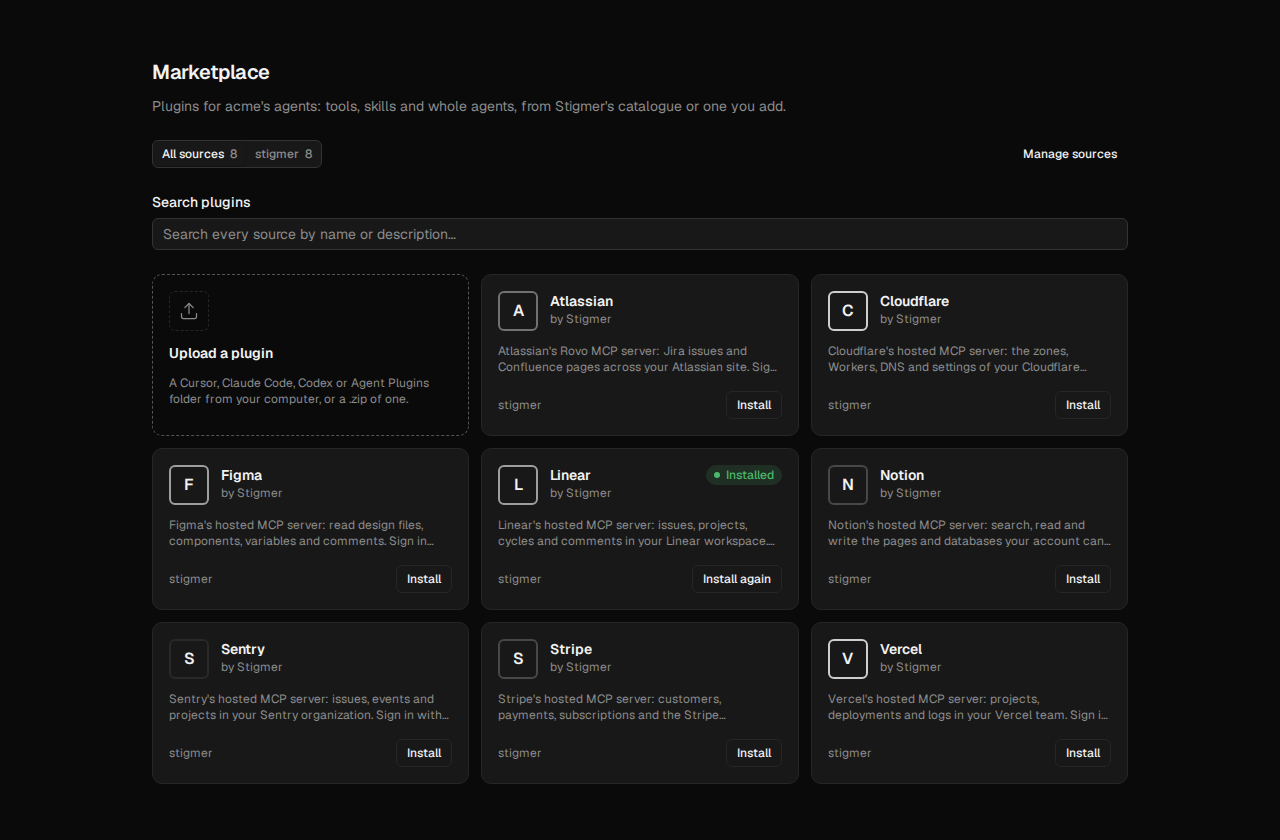 Marketplace
Plugins for acme's agents: tools, skills and whole agents, from Stigmer's catalogue or one you add.
All sources 8 stigmer 8
Manage sources
Search plugins
Search every source by name or description…
Upload a plugin
A Cursor, Claude Code, Codex or Agent Plugins
folder from your computer, or a .zip of one.
A
Atlassian
by Stigmer
Atlassian's Rovo MCP server: Jira issues and
Confluence pages across your Atlassian site. Sig…
stigmer
Install
C
Cloudflare
by Stigmer
Cloudflare's hosted MCP server: the zones,
Workers, DNS and settings of your Cloudflare…
stigmer
Install
F
Figma
by Stigmer
Figma's hosted MCP server: read design files,
components, variables and comments. Sign in…
stigmer
Install
L
Linear
by Stigmer
Installed
Linear's hosted MCP server: issues, projects,
cycles and comments in your Linear workspace.…
stigmer
Install again
N
Notion
by Stigmer
Notion's hosted MCP server: search, read and
write the pages and databases your account can…
stigmer
Install
S
Sentry
by Stigmer
Sentry's hosted MCP server: issues, events and
projects in your Sentry organization. Sign in with…
stigmer
Install
S
Stripe
by Stigmer
Stripe's hosted MCP server: customers,
payments, subscriptions and the Stripe…
stigmer
Install
V
Vercel
by Stigmer
Vercel's hosted MCP server: projects,
deployments and logs in your Vercel team. Sign i…
stigmer
Install